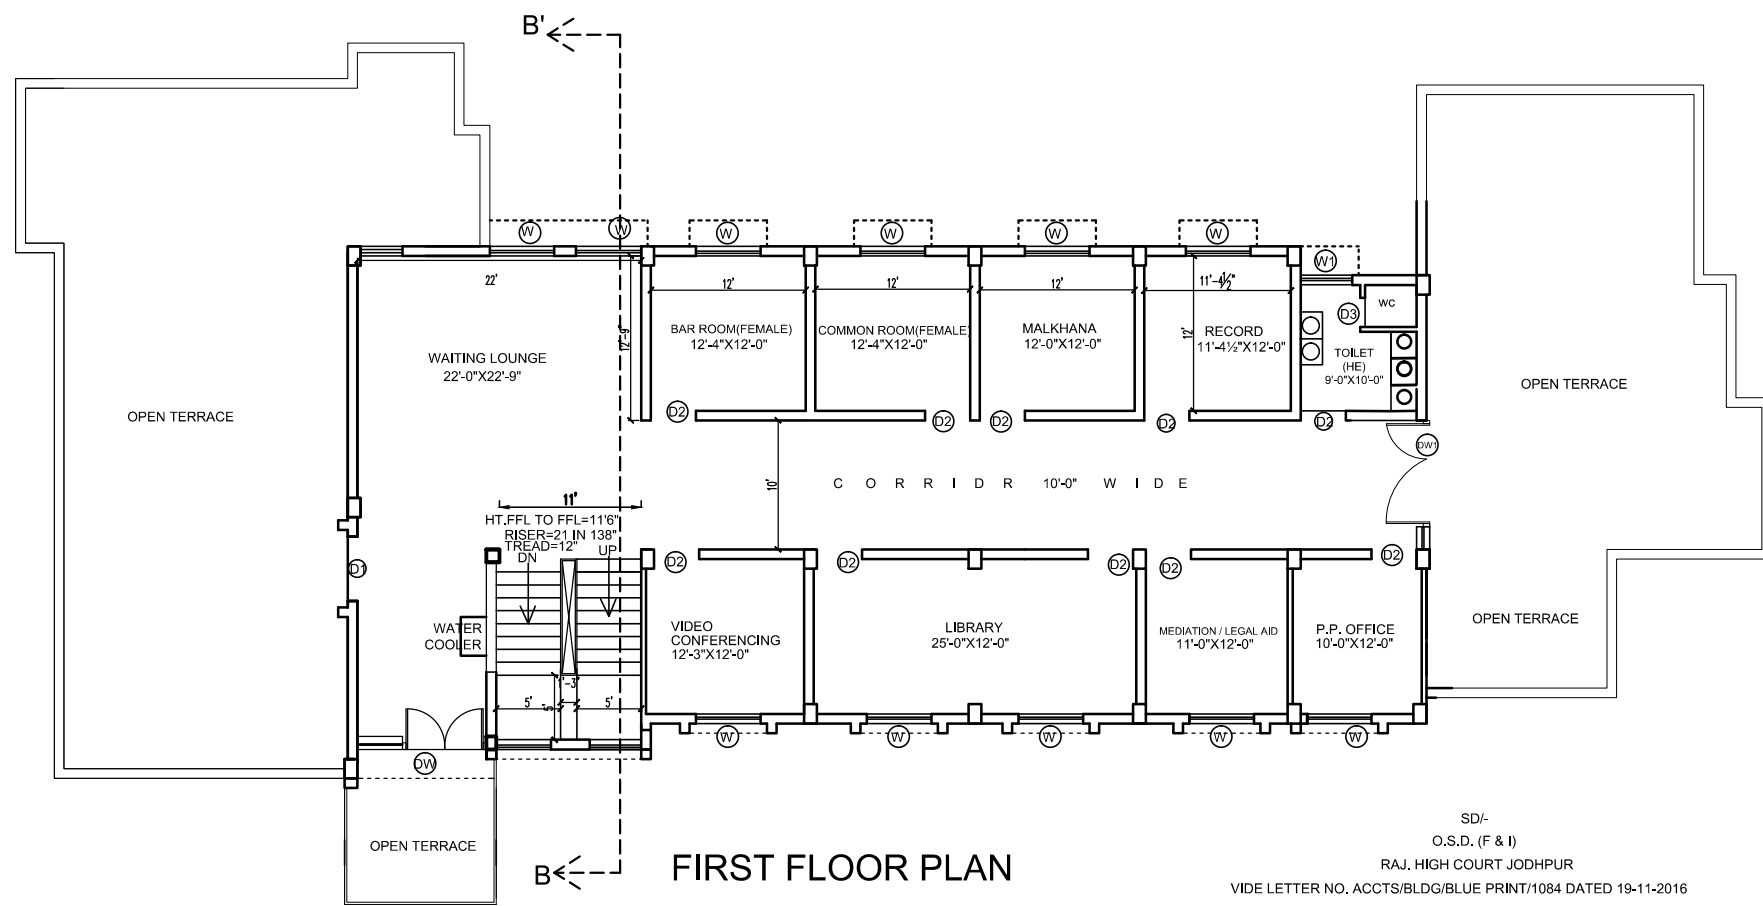 B'
OPEN TERRACE
W
W
W
W
W
W
W1
22'
12'
12'
12'
11'-4½"
12'-9"
12'
WAITING LOUNGE
22'-0"X22'-9"
BAR ROOM(FEMALE)
12'-4"X12'-0"
COMMON ROOM(FEMALE)
12'-4"X12'-0"
MALKHANA
12'-0"X12'-0"
RECORD
11'-4½"X12'-0"
WC
D3
TOILET
(HE)
9'-0"X10'-0"
OPEN TERRACE
D2
D2
D2
D2
D2
DW1
10'
C O R R I D R 10'-0" W I D E
11'
HT.FFL TO FFL=11'6"
RISER=21 IN 138"
TREAD=12"
DN
UP
D1
D2
D2
D2
D2
D2
WATER
COOLER
VIDEO
CONFERENCING
12'-3"X12'-0"
LIBRARY
25'-0"X12'-0"
MEDIATION / LEGAL AID
11'-0"X12'-0"
P.P. OFFICE
10'-0"X12'-0"
OPEN TERRACE
5'
5'
5'
DW
W
W
W
W
W
OPEN TERRACE
B
FIRST FLOOR PLAN
SD/-
O.S.D. (F & I)
RAJ. HIGH COURT JODHPUR
VIDE LETTER NO. ACCTS/BLDG/BLUE PRINT/1084 DATED 19-11-2016